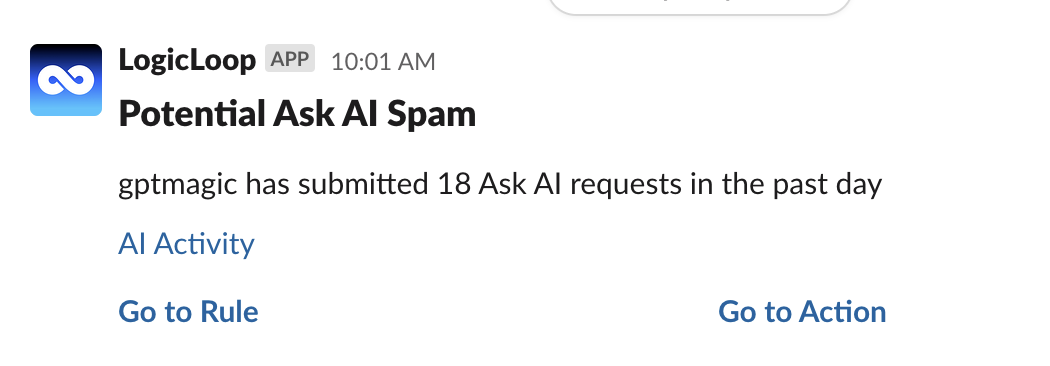 LogicLoop APP 10:01 AM
Potential Ask AI Spam
gptmagic has submitted 18 Ask AI requests in the past day
AI Activity
Go to Rule Go to Action